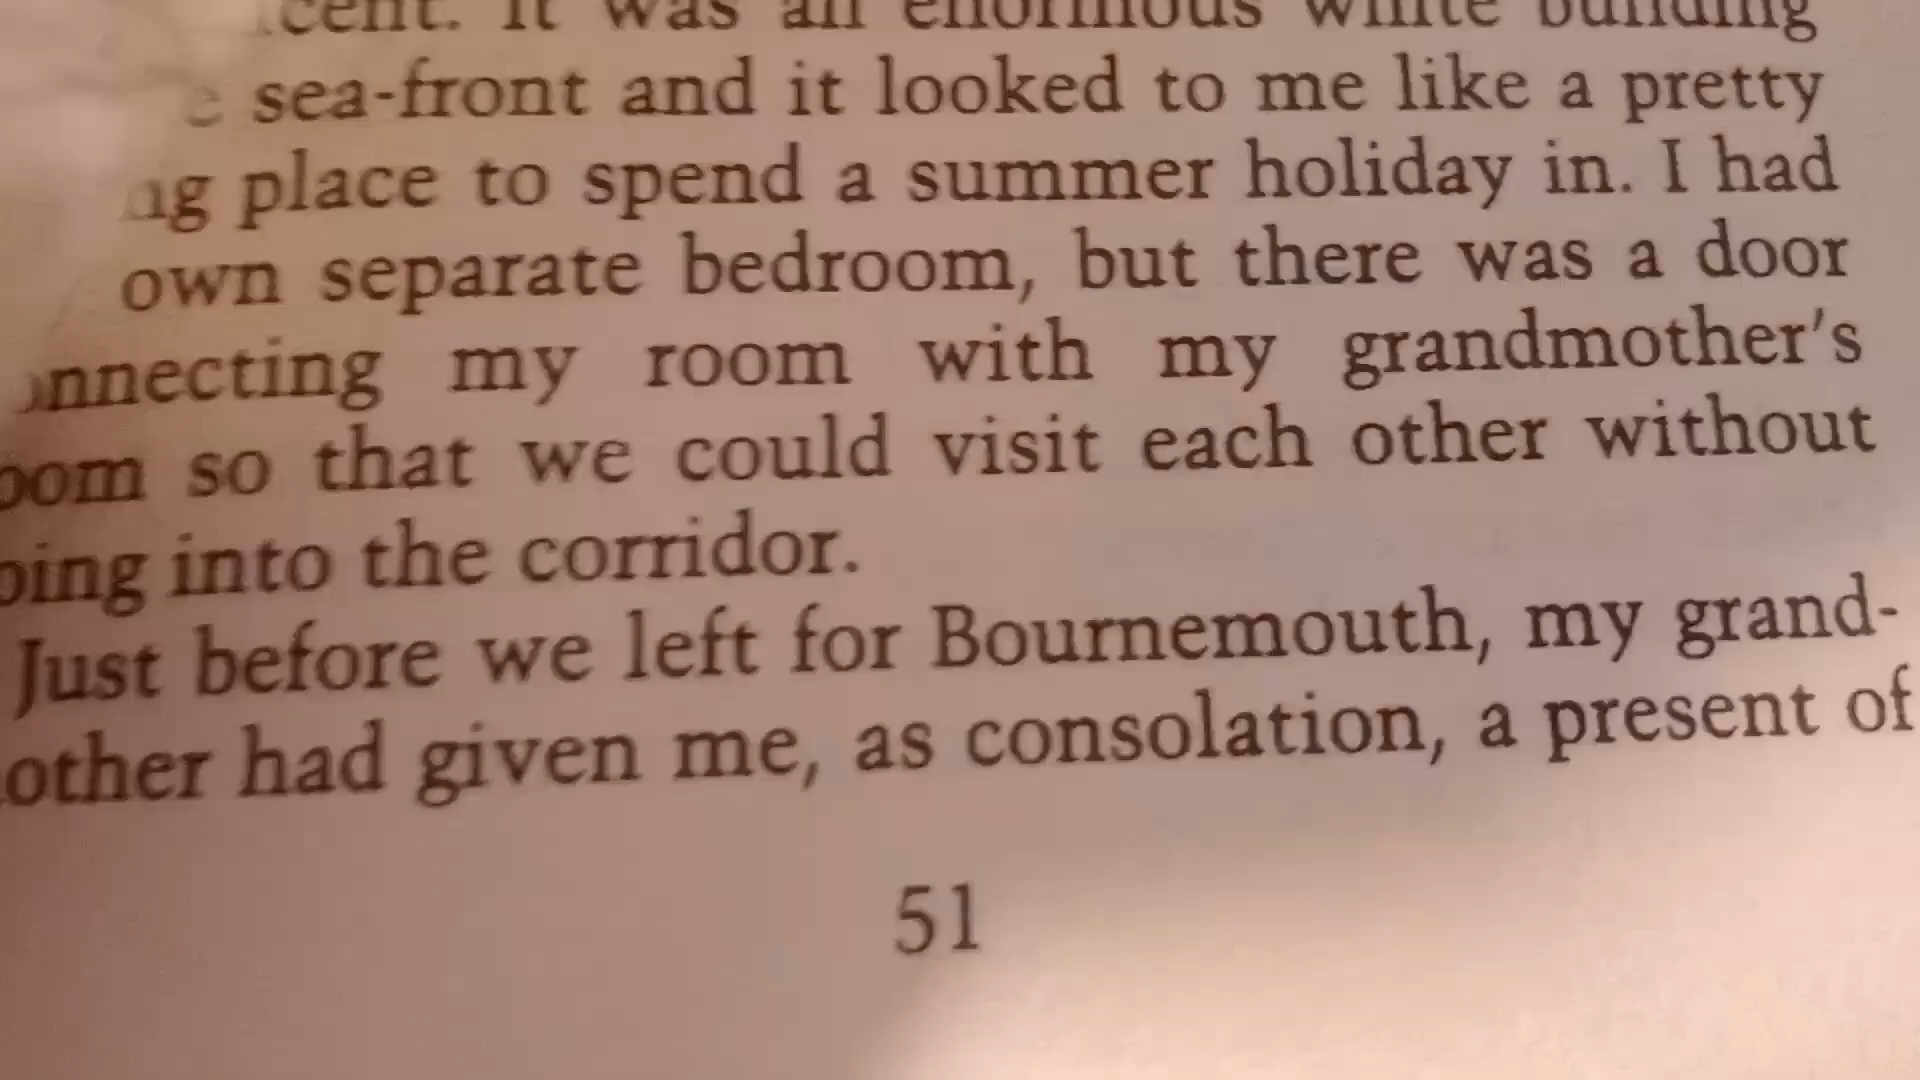 cent. It was an enormous white building
sea-front and it looked to me like a pretty
place to spend a summer holiday in. I had
own separate bedroom, but there was a door
nnecting my room with my grandmother's
oom so that we could visit each other without
oing into the corridor.
Just before we left for Bournemouth, my grand-
other had given me, as consolation, a present of
51